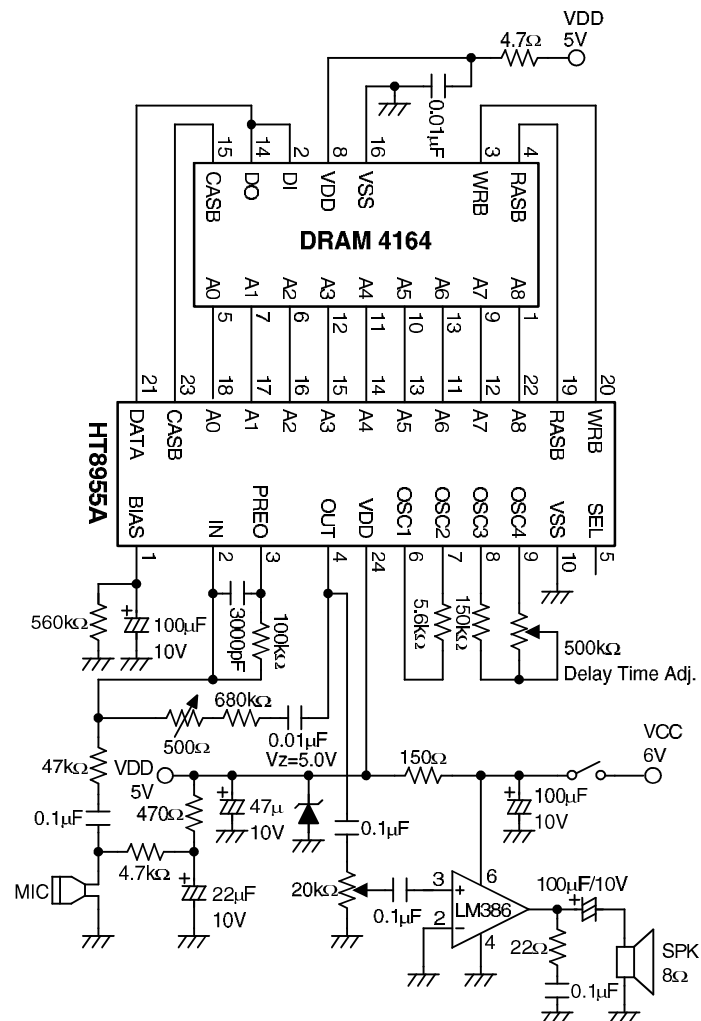 VDD
5V
4.7Ω
0.01μF
15 14 2 8 16 3 4
CASB DO DI VDD VSS WRB RASB
DRAM 4164
A0 A1 A2 A3 A4 A5 A6 A7 A8
5 7 6 12 11 10 13 9 1
21 23 18 17 16 15 14 13 11 12 22 19 20
DATA CASB A0 A1 A2 A3 A4 A5 A6 A7 A8 RASB WRB
HT8955A
BIAS IN PREO OUT VDD OSC1 OSC2 OSC3 OSC4 VSS SEL
1 2 3 4 24 6 7 8 9 10 5
560kΩ
+
100μF
10V
3000pF
100kΩ
5.6kΩ
150kΩ
500kΩ
Delay Time Adj.
680kΩ
500Ω
0.01μF
Vz=5.0V
47kΩ
VDD
5V
150Ω
VCC
6V
0.1μF
470Ω
+
47μ
10V
+
100μF
10V
0.1μF
4.7kΩ
MIC
+
22μF
10V
20kΩ
0.1μF
3 + 6
LM386
2 − 4
100μF/10V
+
22Ω
0.1μF
SPK
8Ω